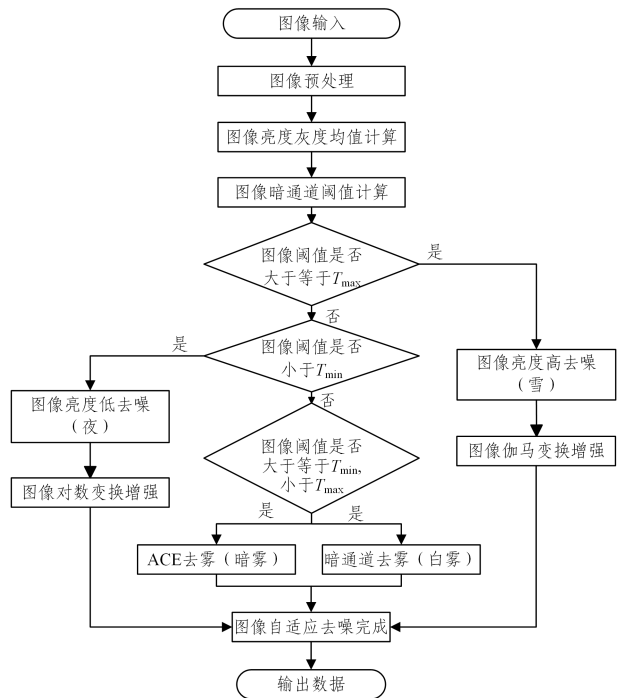 图像输入
图像预处理
图像亮度灰度均值计算
图像暗通道阈值计算
图像阈值是否
大于等于Tmax
是
否
图像阈值是否
小于Tmin
是
否
图像亮度高去噪
（雪）
图像亮度低去噪
（夜）
图像阈值是否
大于等于Tmin,
小于Tmax
图像伽马变换增强
图像对数变换增强
是
是
ACE去雾（暗雾）
暗通道去雾（白雾）
图像自适应去噪完成
输出数据